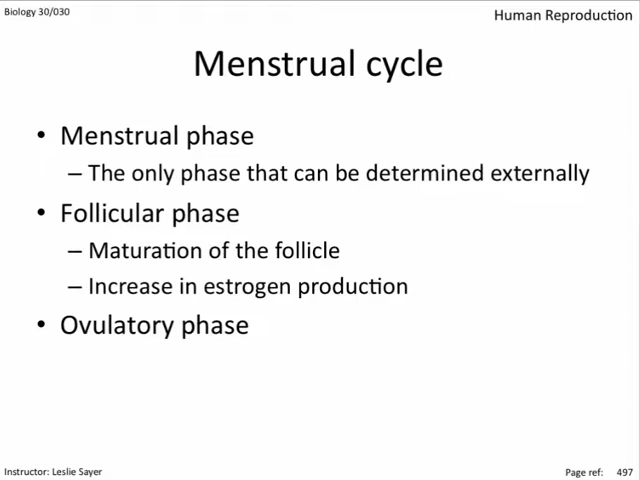 Biology 30/030
Human Reproduction
Menstrual cycle
• Menstrual phase
– The only phase that can be determined externally
• Follicular phase
– Maturation of the follicle
– Increase in estrogen production
• Ovulatory phase
Instructor: Leslie Sayer
Page ref: 497